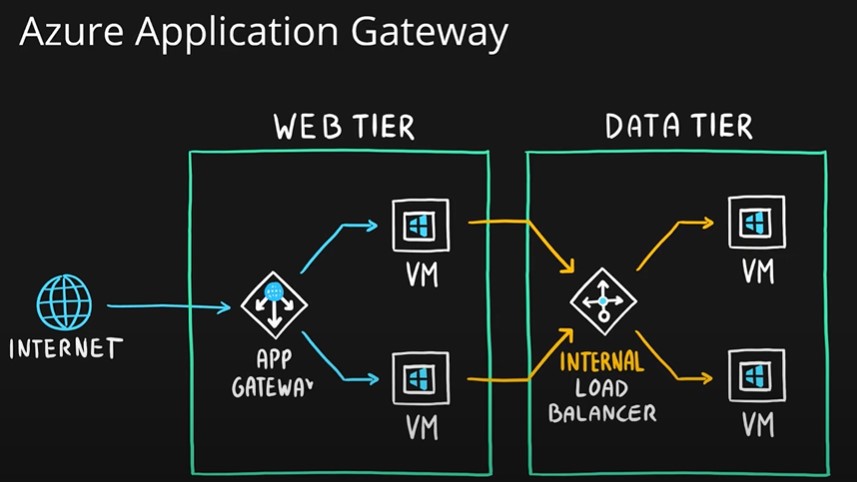 Azure Application Gateway
WEB TIER
DATA TIER
INTERNET
APP
GATEWAY
VM
VM
INTERNAL
LOAD
BALANCER
VM
VM